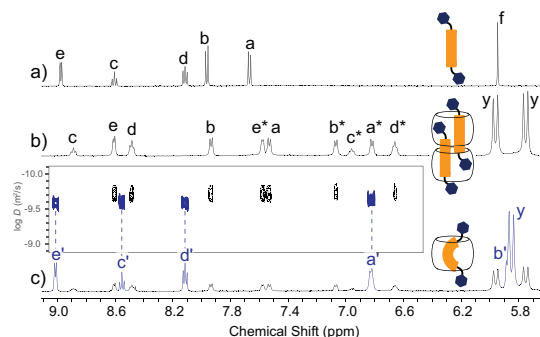 e c d b a f
a)
c e d b e* a b* c* a* d* y y
b)
-10.0
-9.5
-9.0
log D (m²/s)
e' c' d' a' b' y
c)
9.0 8.6 8.2 7.8 7.4 7.0 6.6 6.2 5.8
Chemical Shift (ppm)